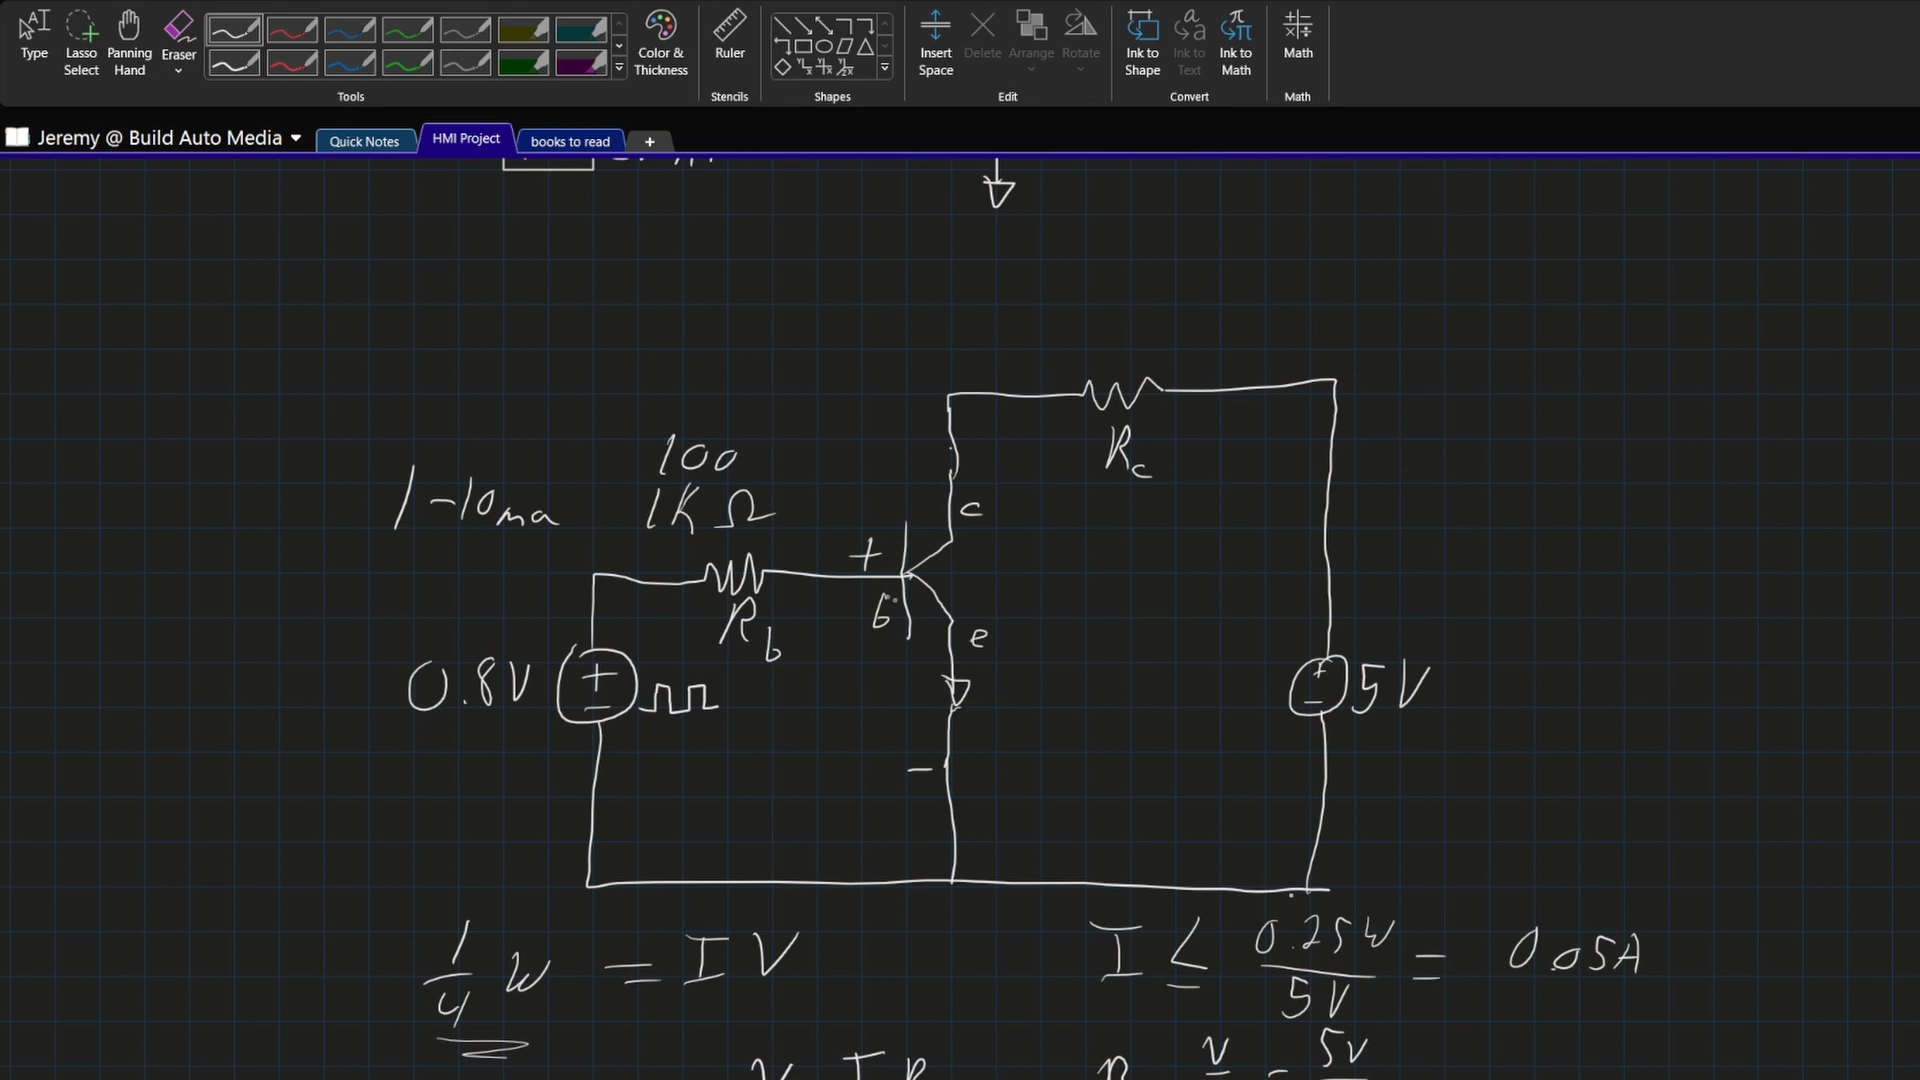 Type
Lasso Select
Panning Hand
Eraser
Color & Thickness
Ruler
Insert Space
Delete
Arrange
Rotate
Ink to Shape
Ink to Text
Ink to Math
Math
Tools
Stencils
Shapes
Edit
Convert
Math
Jeremy @ Build Auto Media
Quick Notes
HMI Project
books to read
+
Rc
100
1-10ma
1KΩ
c
+
b
Rb
e
0.8V
+
-
+
-
5V
-
1/4 W = IV
I ≤ 0.25W / 5V = 0.05A
V
5V